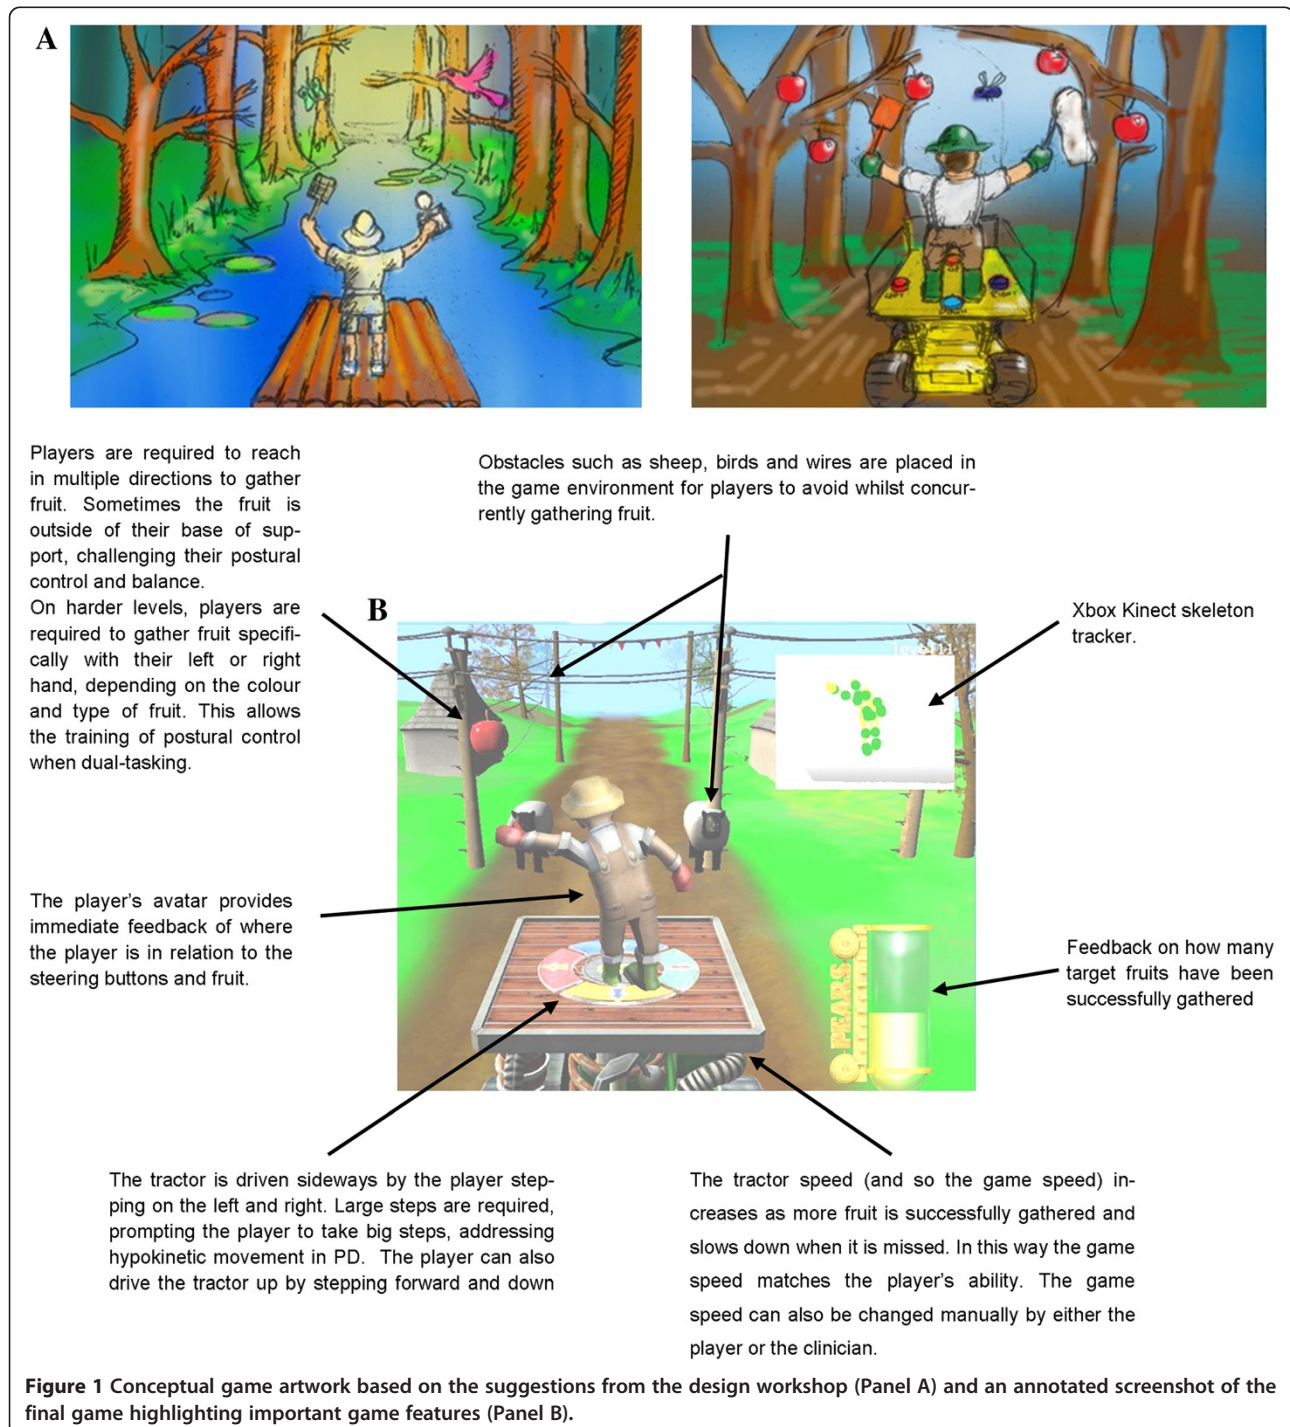 A
Players are required to reach
in multiple directions to gather
fruit. Sometimes the fruit is
outside of their base of sup-
port, challenging their postural
control and balance.
On harder levels, players are
required to gather fruit specifi-
cally with their left or right
hand, depending on the colour
and type of fruit. This allows
the training of postural control
when dual-tasking.
Obstacles such as sheep, birds and wires are placed in
the game environment for players to avoid whilst concur-
rently gathering fruit.
B
Xbox Kinect skeleton
tracker.
level11
The player's avatar provides
immediate feedback of where
the player is in relation to the
steering buttons and fruit.
Feedback on how many
target fruits have been
successfully gathered
PEARS
The tractor is driven sideways by the player step-
ping on the left and right. Large steps are required,
prompting the player to take big steps, addressing
hypokinetic movement in PD. The player can also
drive the tractor up by stepping forward and down
The tractor speed (and so the game speed) in-
creases as more fruit is successfully gathered and
slows down when it is missed. In this way the game
speed matches the player's ability. The game
speed can also be changed manually by either the
player or the clinician.
Figure 1 Conceptual game artwork based on the suggestions from the design workshop (Panel A) and an annotated screenshot of the
final game highlighting important game features (Panel B).